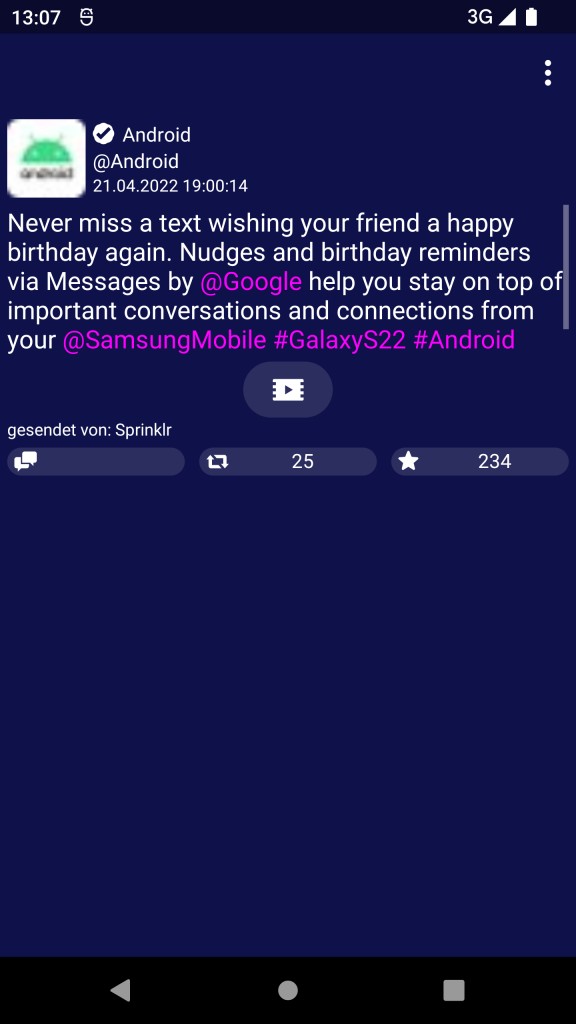 13:07
3G
Android
@Android
21.04.2022 19:00:14
android
Never miss a text wishing your friend a happy
birthday again. Nudges and birthday reminders
via Messages by @Google help you stay on top of
important conversations and connections from
your @SamsungMobile #GalaxyS22 #Android
gesendet von: Sprinklr
25
234